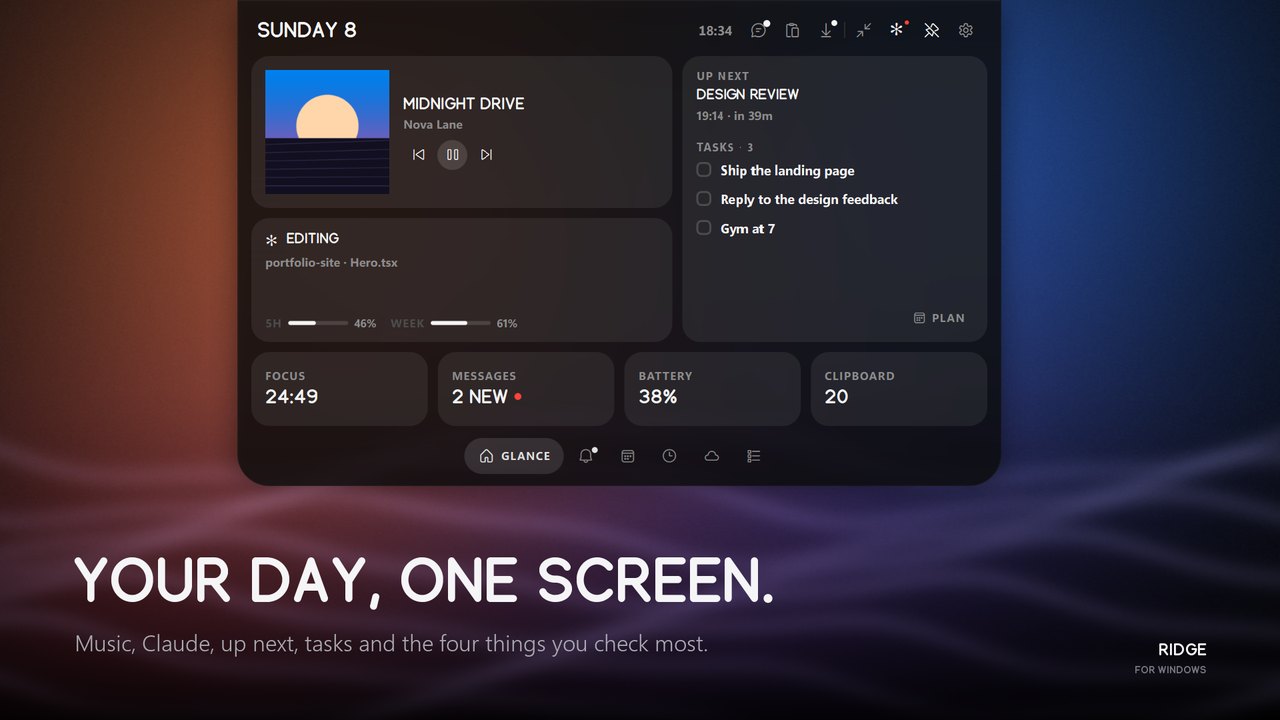 SUNDAY 8
18:34
MIDNIGHT DRIVE
Nova Lane
UP NEXT
DESIGN REVIEW
19:14 · in 39m
TASKS · 3
Ship the landing page
Reply to the design feedback
Gym at 7
PLAN
EDITING
portfolio-site · Hero.tsx
5H 46% WEEK 61%
FOCUS
24:49
MESSAGES
2 NEW
BATTERY
38%
CLIPBOARD
20
GLANCE
YOUR DAY, ONE SCREEN.
Music, Claude, up next, tasks and the four things you check most.
RIDGE
FOR WINDOWS